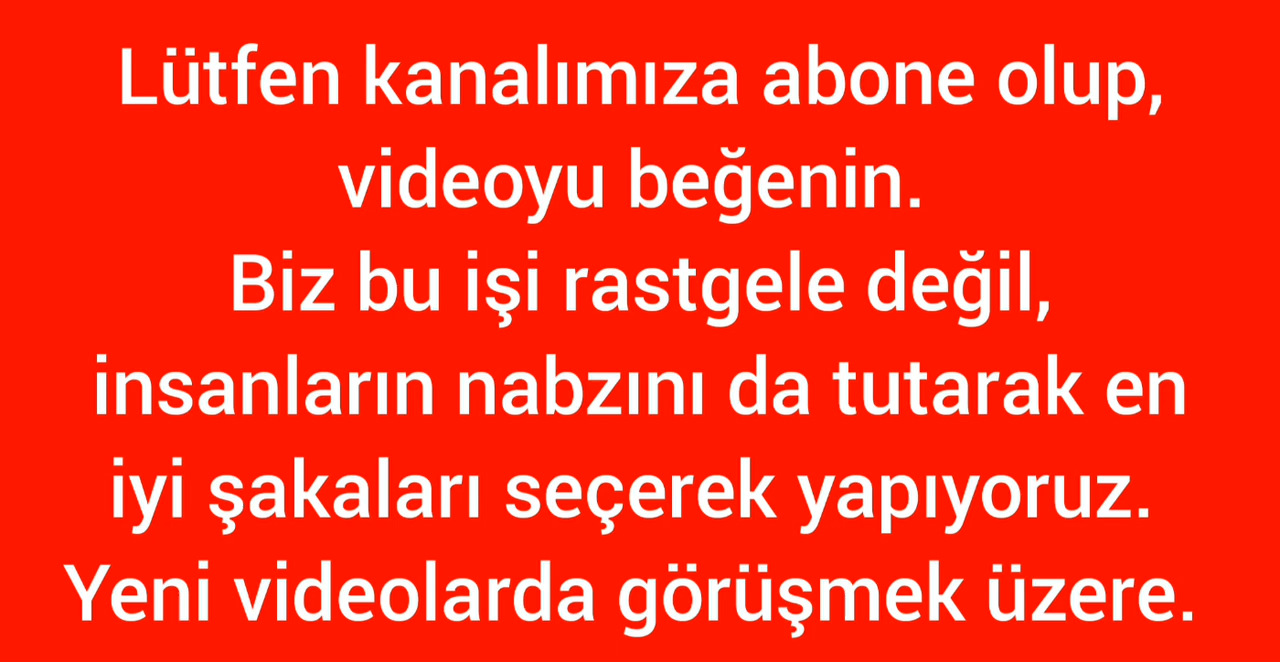 Lütfen kanalımıza abone olup,
videoyu beğenin.
Biz bu işi rastgele değil,
insanların nabzını da tutarak en
iyi şakaları seçerek yapıyoruz.
Yeni videolarda görüşmek üzere.